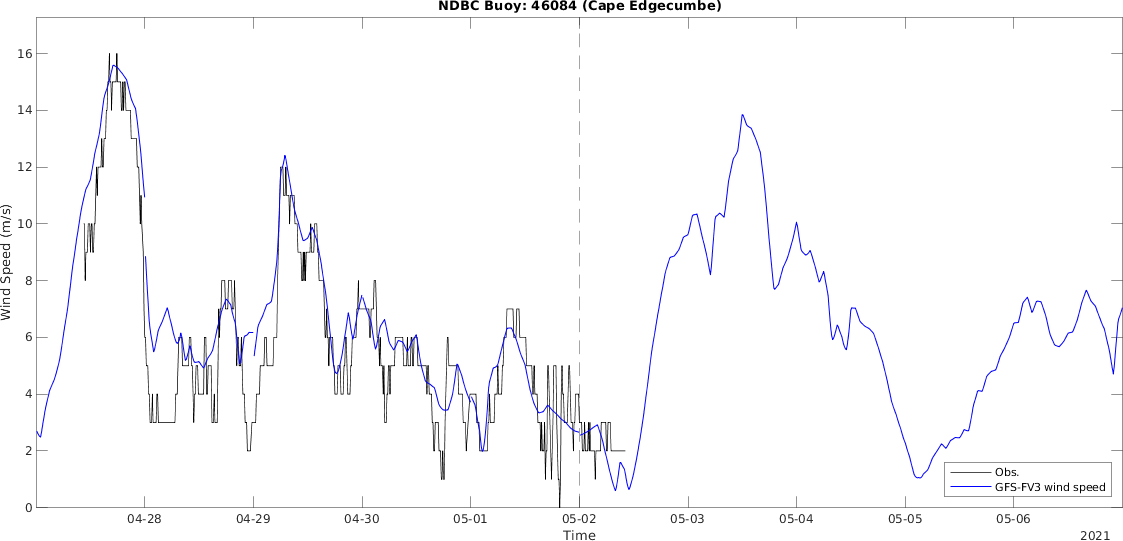 NDBC Buoy: 46084 (Cape Edgecumbe)
Wind Speed (m/s)
16
14
12
10
8
6
4
2
0
04-28 04-29 04-30 05-01 05-02 05-03 05-04 05-05 05-06
Time
2021
Obs.
GFS-FV3 wind speed